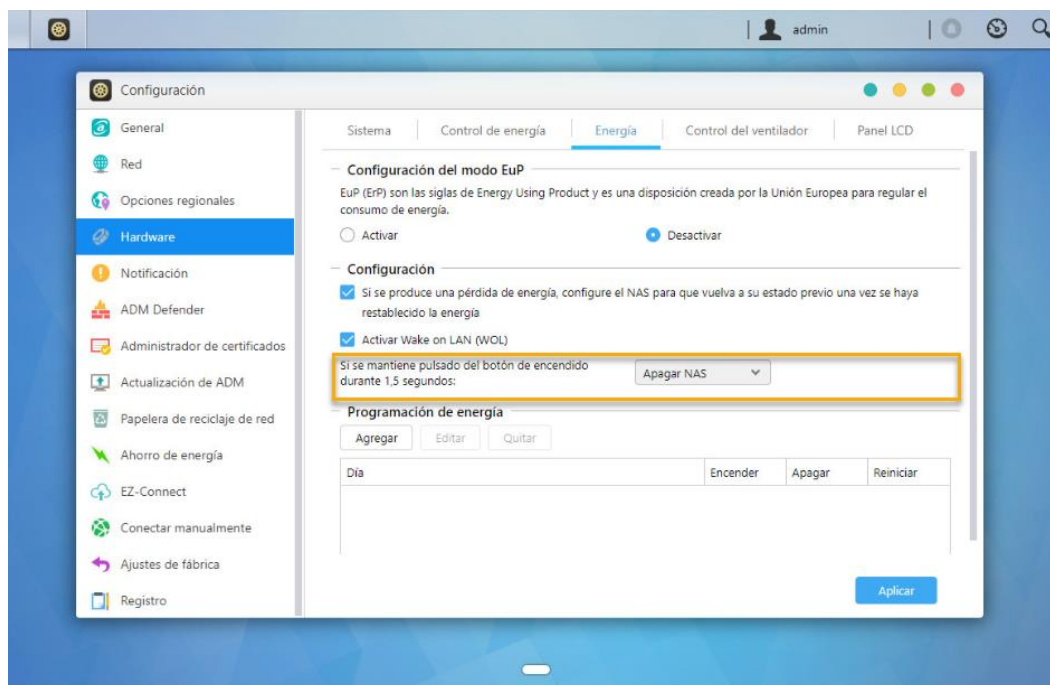 admin
Configuración
General
Red
Opciones regionales
Hardware
Notificación
ADM Defender
Administrador de certificados
Actualización de ADM
Papelera de reciclaje de red
Ahorro de energía
EZ-Connect
Conectar manualmente
Ajustes de fábrica
Registro
Sistema Control de energía Energía Control del ventilador Panel LCD
Configuración del modo EuP
EuP (ErP) son las siglas de Energy Using Product y es una disposición creada por la Unión Europea para regular el
consumo de energía.
Activar Desactivar
Configuración
Si se produce una pérdida de energía, configure el NAS para que vuelva a su estado previo una vez se haya
restablecido la energía
Activar Wake on LAN (WOL)
Si se mantiene pulsado del botón de encendido
durante 1,5 segundos:
Apagar NAS
Programación de energía
Agregar Editar Quitar
Día Encender Apagar Reiniciar
Aplicar